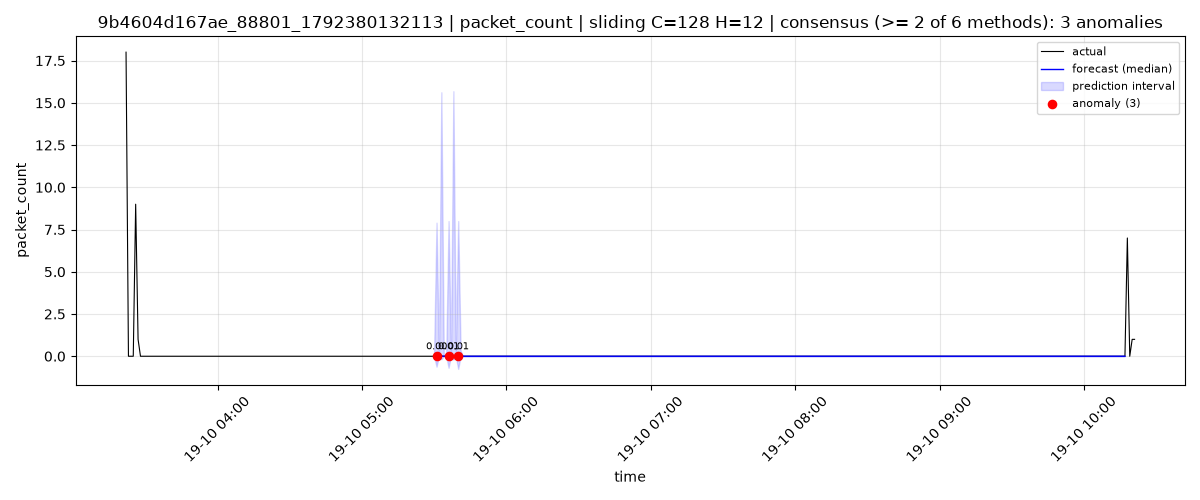 9b4604d167ae_88801_1792380132113 | packet_count | sliding C=128 H=12 | consensus (>= 2 of 6 methods): 3 anomalies
actual
forecast (median)
prediction interval
anomaly (3)
packet_count
17.5
15.0
12.5
10.0
7.5
5.0
2.5
0.0
19-10 04:00
19-10 05:00
19-10 06:00
19-10 07:00
19-10 08:00
19-10 09:00
19-10 10:00
time